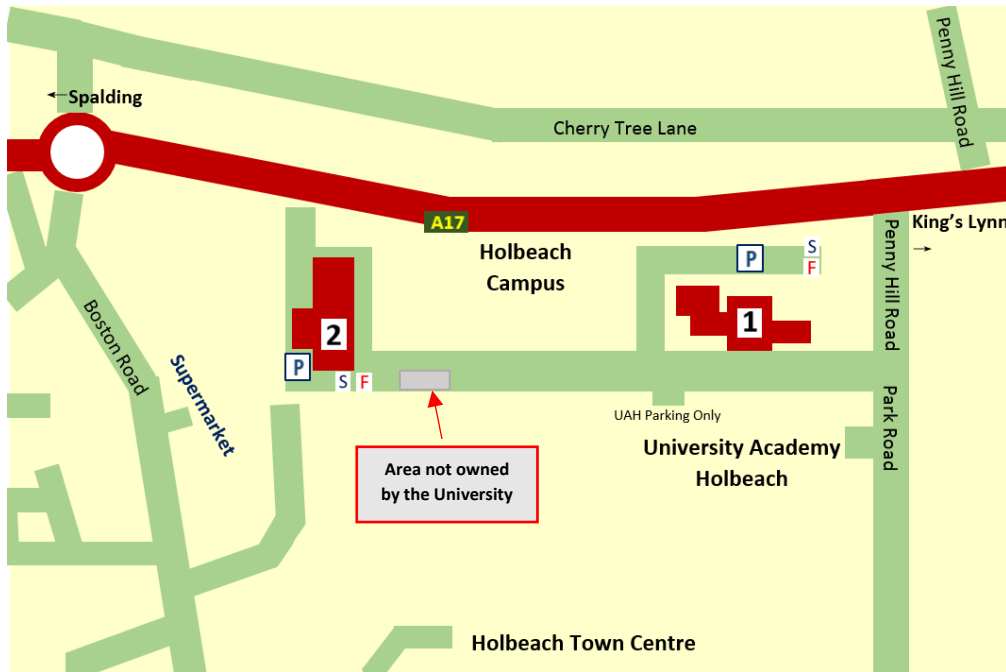 Penny Hill Road
←Spalding
Cherry Tree Lane
A17
King's Lynn
→
Holbeach
Campus
P
S
F
Penny Hill Road
1
2
Boston Road
Supermarket
P
S
F
Park Road
UAH Parking Only
University Academy
Holbeach
Area not owned
by the University
Holbeach Town Centre